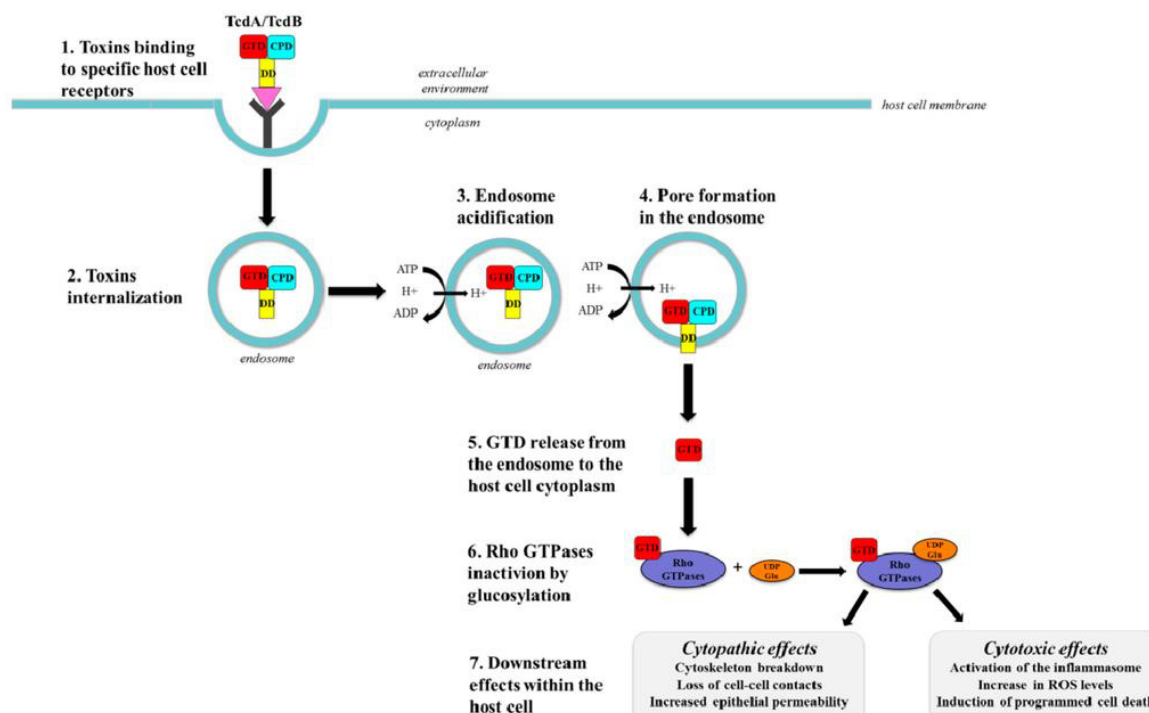 TcdA/TcdB
GTD CPD
DD
1. Toxins binding
to specific host cell
receptors
extracellular
environment
cytoplasm
host cell membrane
2. Toxins
internalization
GTD CPD
DD
endosome
3. Endosome
acidification
ATP
H+
H+
ADP
GTD CPD
DD
endosome
4. Pore formation
in the endosome
ATP
H+
H+
ADP
GTD CPD
DD
5. GTD release from
the endosome to the
host cell cytoplasm
GTD
6. Rho GTPases
inactivion by
glucosylation
GTD
Rho
GTPases
+
UDP
Glu
GTD
UDP
Glu
Rho
GTPases
7. Downstream
effects within the
host cell
Cytopathic effects
Cytoskeleton breakdown
Loss of cell-cell contacts
Increased epithelial permeability
Cytotoxic effects
Activation of the inflammasome
Increase in ROS levels
Induction of programmed cell death